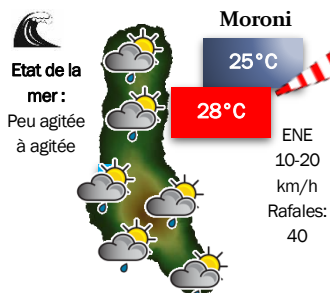 Moroni
25°C
28°C
Etat de la
mer :
Peu agitée
à agitée
ENE
10-20
km/h
Rafales:
40